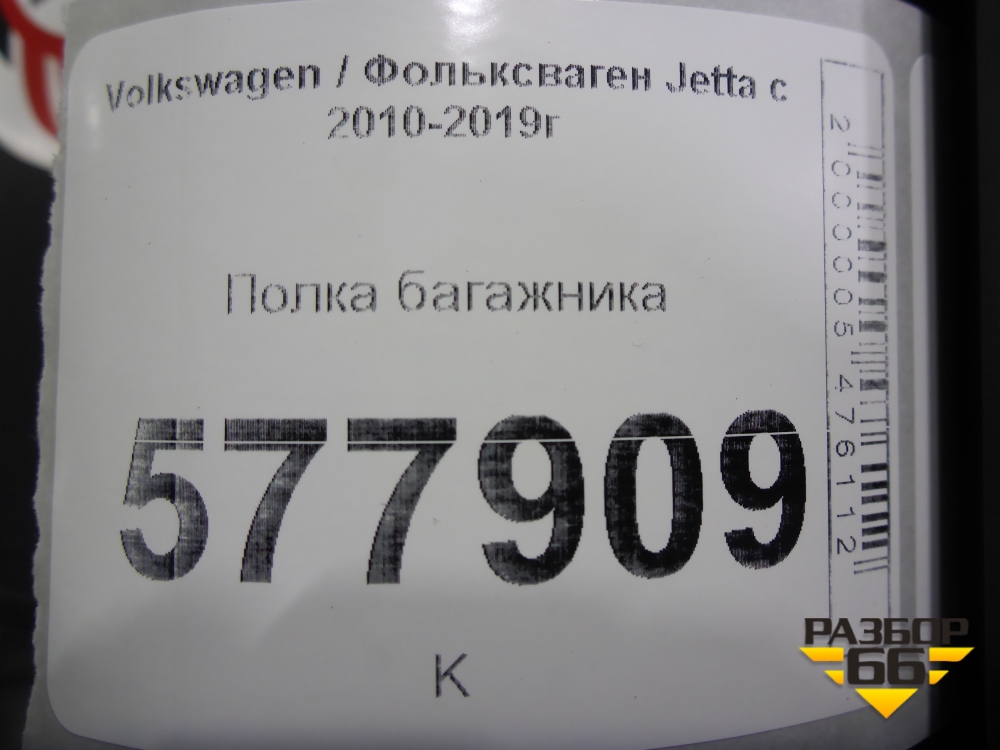 Volkswagen / Фольксваген Jetta с
2010-2019г
Полка багажника
577909
К
2000005476112
РАЗБОР
66